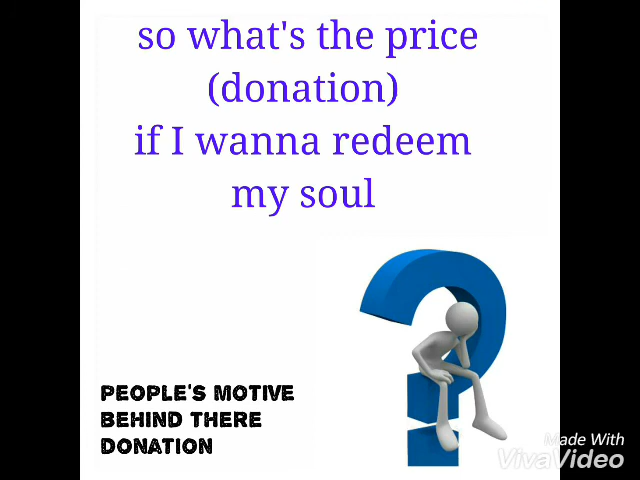 so what's the price
(donation)
if I wanna redeem
my soul
PEOPLE'S MOTIVE
BEHIND THERE
DONATION
Made With
VivaVideo